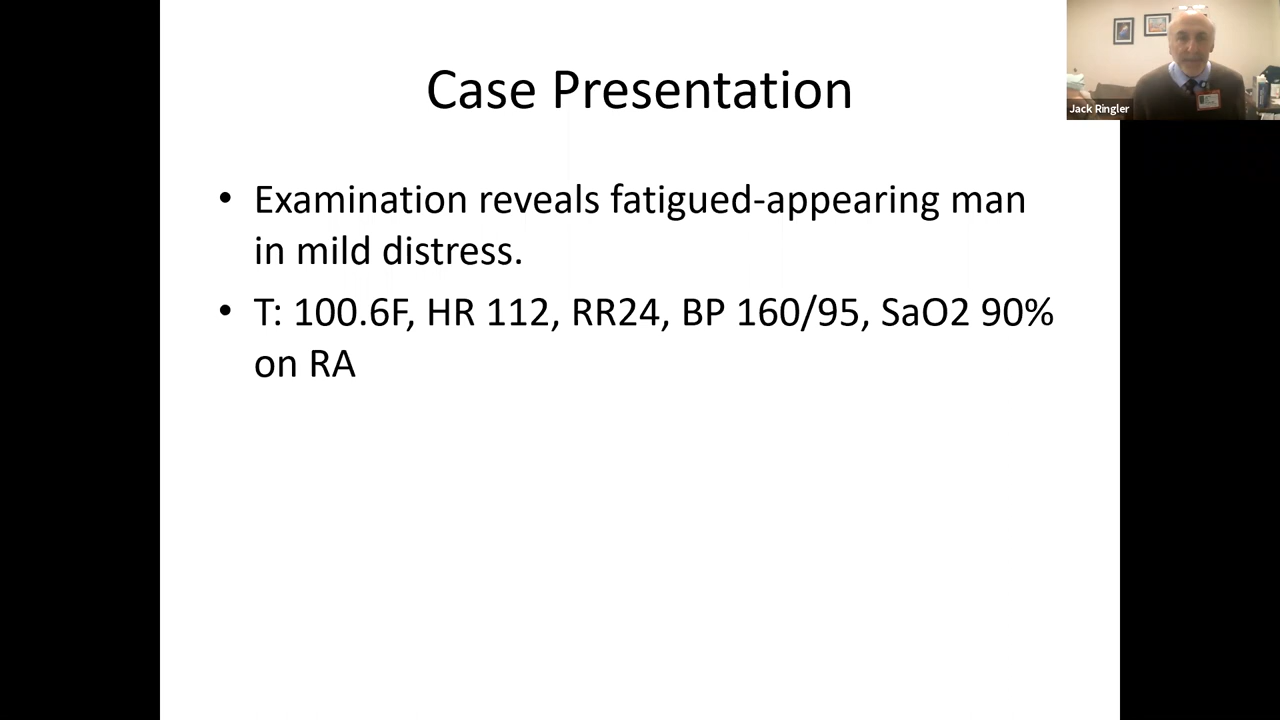 Case Presentation
Jack Ringler
• Examination reveals fatigued-appearing man
in mild distress.
• T: 100.6F, HR 112, RR24, BP 160/95, SaO2 90%
on RA